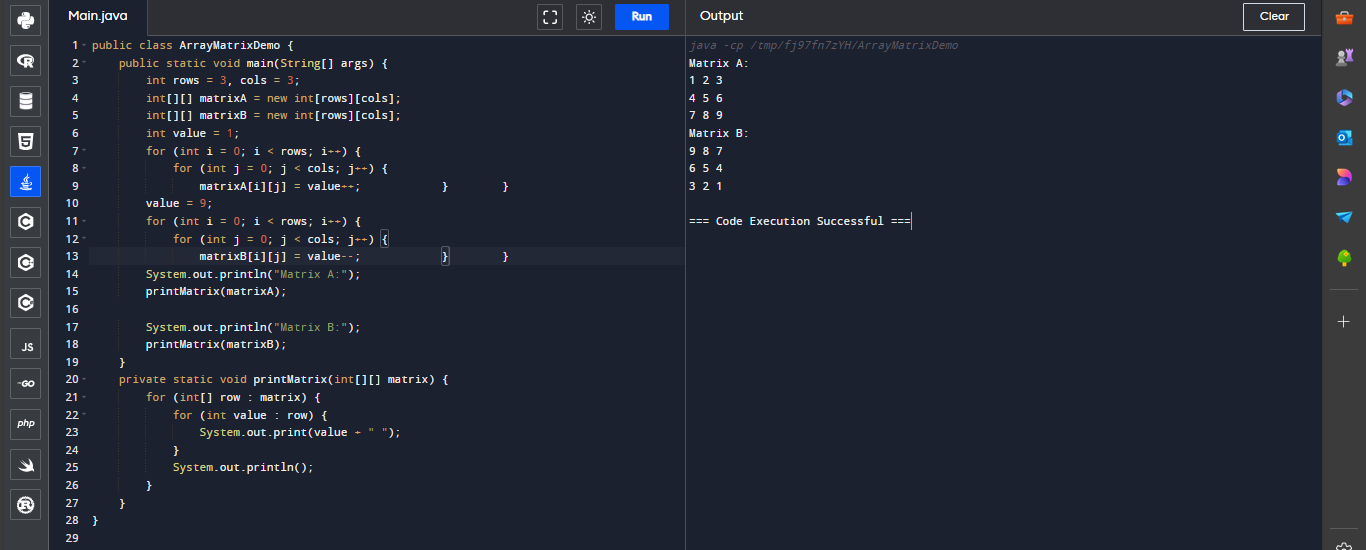 Main.java
Run
Output
Clear
1 public class ArrayMatrixDemo {
2 public static void main(String[] args) {
3 int rows = 3, cols = 3;
4 int[][] matrixA = new int[rows][cols];
5 int[][] matrixB = new int[rows][cols];
6 int value = 1;
7 for (int i = 0; i < rows; i++) {
8 for (int j = 0; j < cols; j++) {
9 matrixA[i][j] = value++; } }
10 value = 9;
11 for (int i = 0; i < rows; i++) {
12 for (int j = 0; j < cols; j++) {
13 matrixB[i][j] = value--; } }
14 System.out.println("Matrix A:");
15 printMatrix(matrixA);
16
17 System.out.println("Matrix B:");
18 printMatrix(matrixB);
19 }
20 private static void printMatrix(int[][] matrix) {
21 for (int[] row : matrix) {
22 for (int value : row) {
23 System.out.print(value + " ");
24 }
25 System.out.println();
26 }
27 }
28 }
29
java -cp /tmp/fj97fn7zYH/ArrayMatrixDemo
Matrix A:
1 2 3
4 5 6
7 8 9
Matrix B:
9 8 7
6 5 4
3 2 1
=== Code Execution Successful ===
JS
GO
php